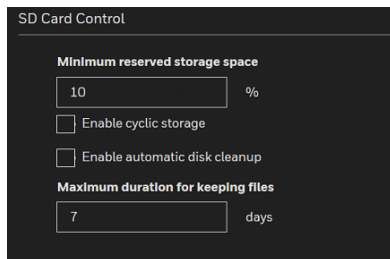 SD Card Control
Minimum reserved storage space
10 %
Enable cyclic storage
Enable automatic disk cleanup
Maximum duration for keeping files
7 days